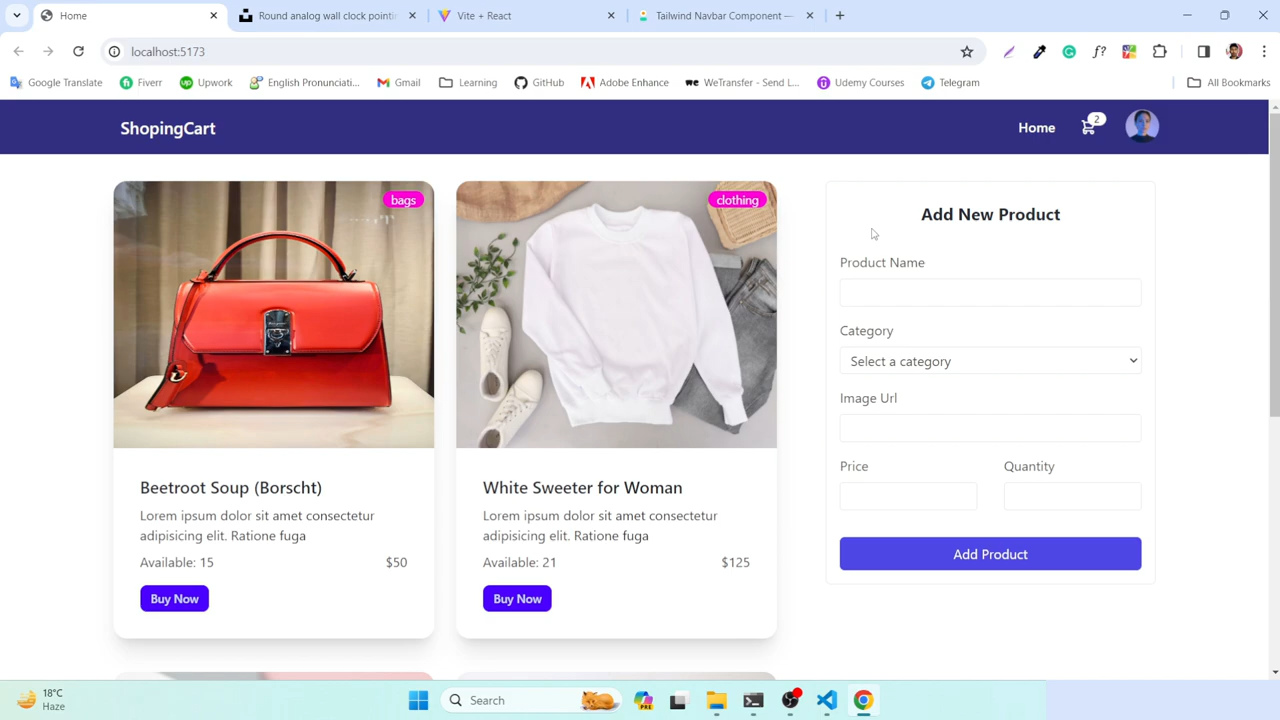 Home
Round analog wall clock pointin
Vite + React
Tailwind Navbar Component —
localhost:5173
Google Translate
Fiverr
Upwork
English Pronunciati...
Gmail
Learning
GitHub
Adobe Enhance
WeTransfer - Send L...
Udemy Courses
Telegram
All Bookmarks
ShopingCart
Home
2
bags
clothing
Add New Product
Product Name
Category
Select a category
Image Url
Price
Quantity
Add Product
Beetroot Soup (Borscht)
Lorem ipsum dolor sit amet consectetur
adipisicing elit. Ratione fuga
Available: 15
$50
Buy Now
White Sweeter for Woman
Lorem ipsum dolor sit amet consectetur
adipisicing elit. Ratione fuga
Available: 21
$125
Buy Now
18°C
Haze
Search